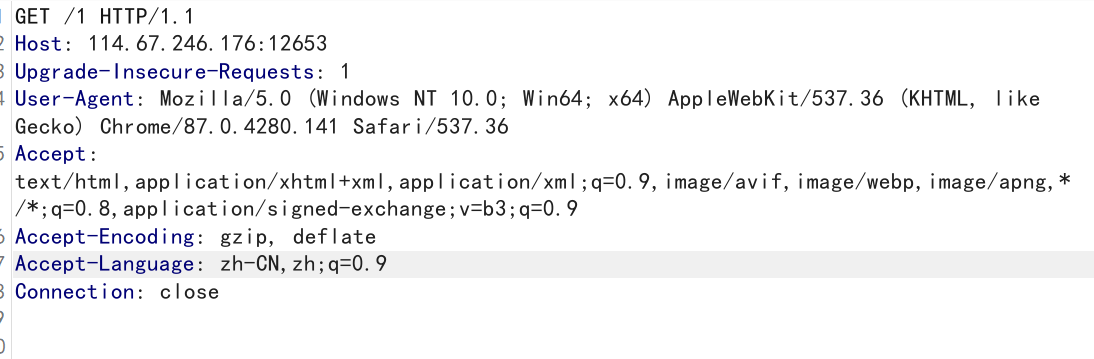 GET /1 HTTP/1.1
2 Host: 114.67.246.176:12653
3 Upgrade-Insecure-Requests: 1
4 User-Agent: Mozilla/5.0 (Windows NT 10.0; Win64; x64) AppleWebKit/537.36 (KHTML, like
Gecko) Chrome/87.0.4280.141 Safari/537.36
5 Accept:
text/html,application/xhtml+xml,application/xml;q=0.9,image/avif,image/webp,image/apng,*
/*;q=0.8,application/signed-exchange;v=b3;q=0.9
6 Accept-Encoding: gzip, deflate
7 Accept-Language: zh-CN,zh;q=0.9
8 Connection: close
9
0